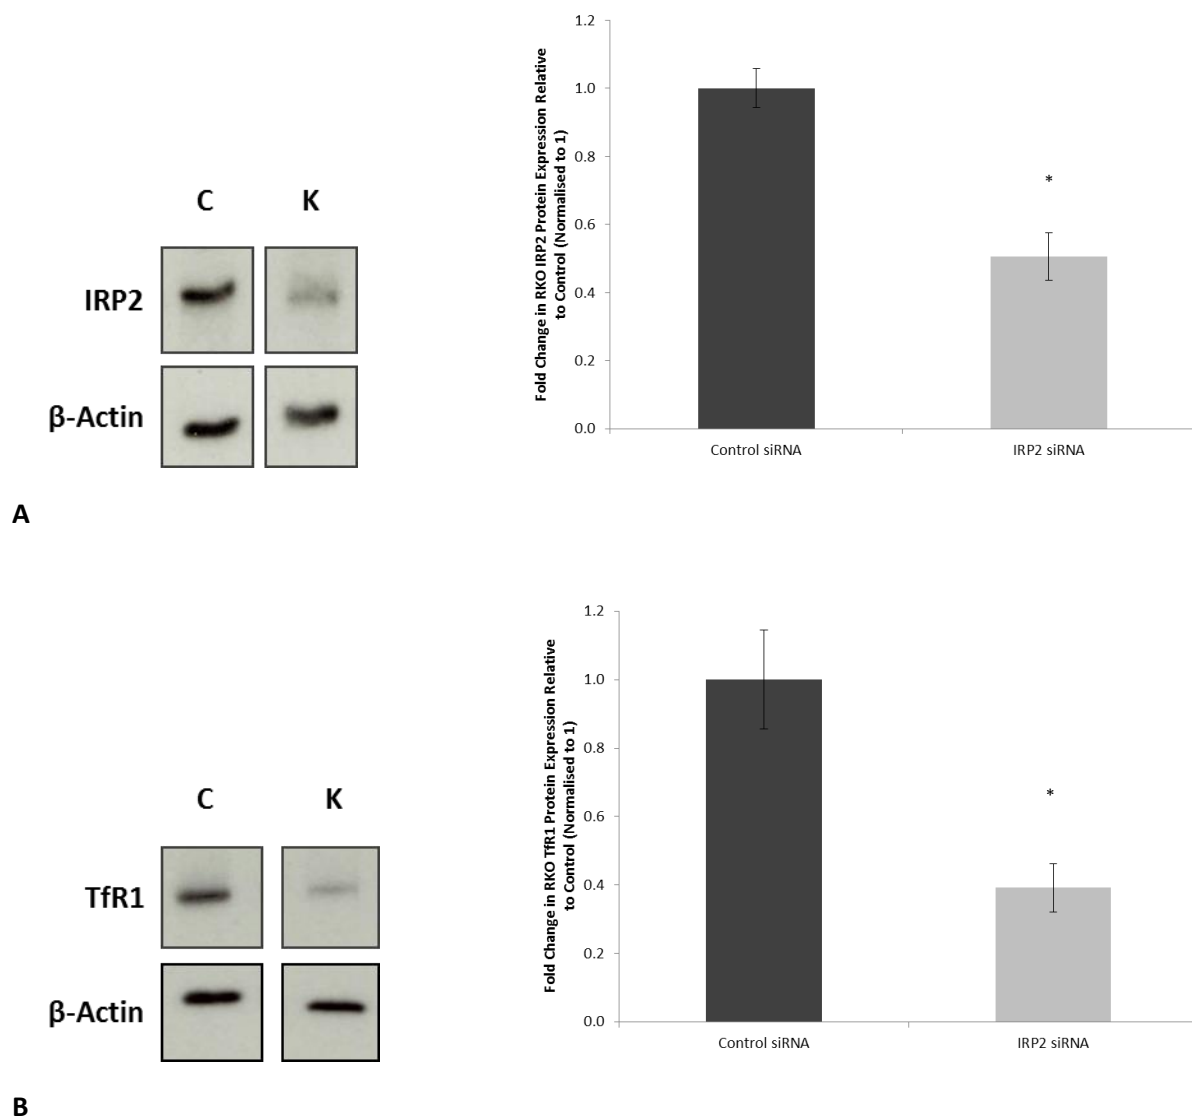 C K
IRP2
β-Actin
Fold Change in RKO IRP2 Protein Expression Relative
to Control (Normalised to 1)
1.2
1.0
0.8
*
0.6
0.4
0.2
0.0
Control siRNA IRP2 siRNA
A
C K
TfR1
β-Actin
Fold Change in RKO TfR1 Protein Expression Relative
to Control (Normalised to 1)
1.2
1.0
0.8
*
0.6
0.4
0.2
0.0
Control siRNA IRP2 siRNA
B